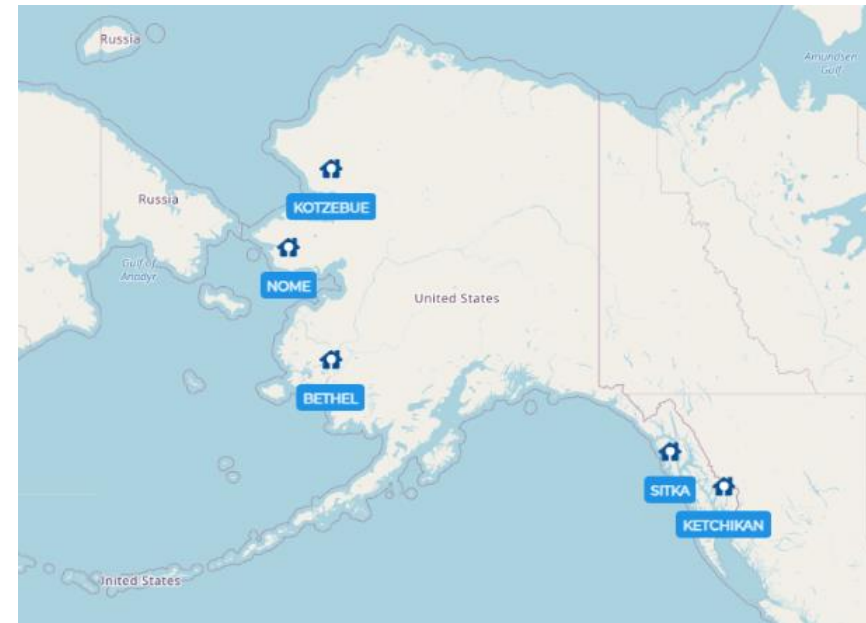 Russia
Amundsen
Gulf
Russia
KOTZEBUE
Gulf of
Anadyr
NOME
United States
BETHEL
SITKA
KETCHIKAN
United States